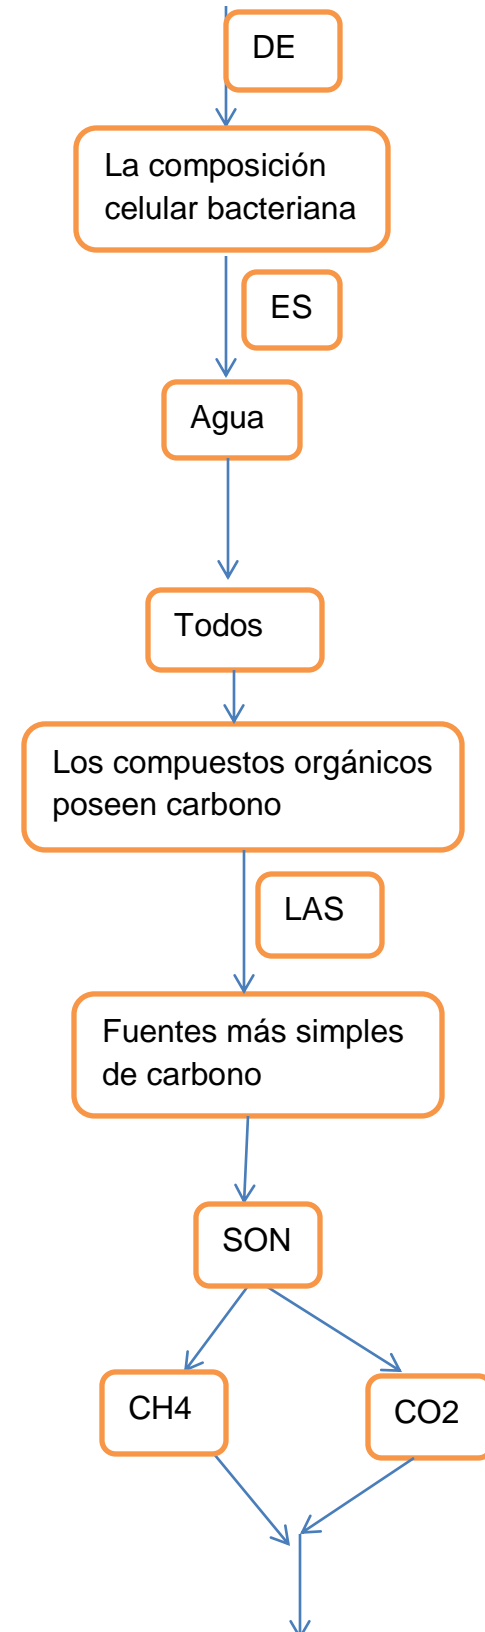 DE
La composición
celular bacteriana
ES
Agua
Todos
Los compuestos orgánicos
poseen carbono
LAS
Fuentes más simples
de carbono
SON
CH4
CO2